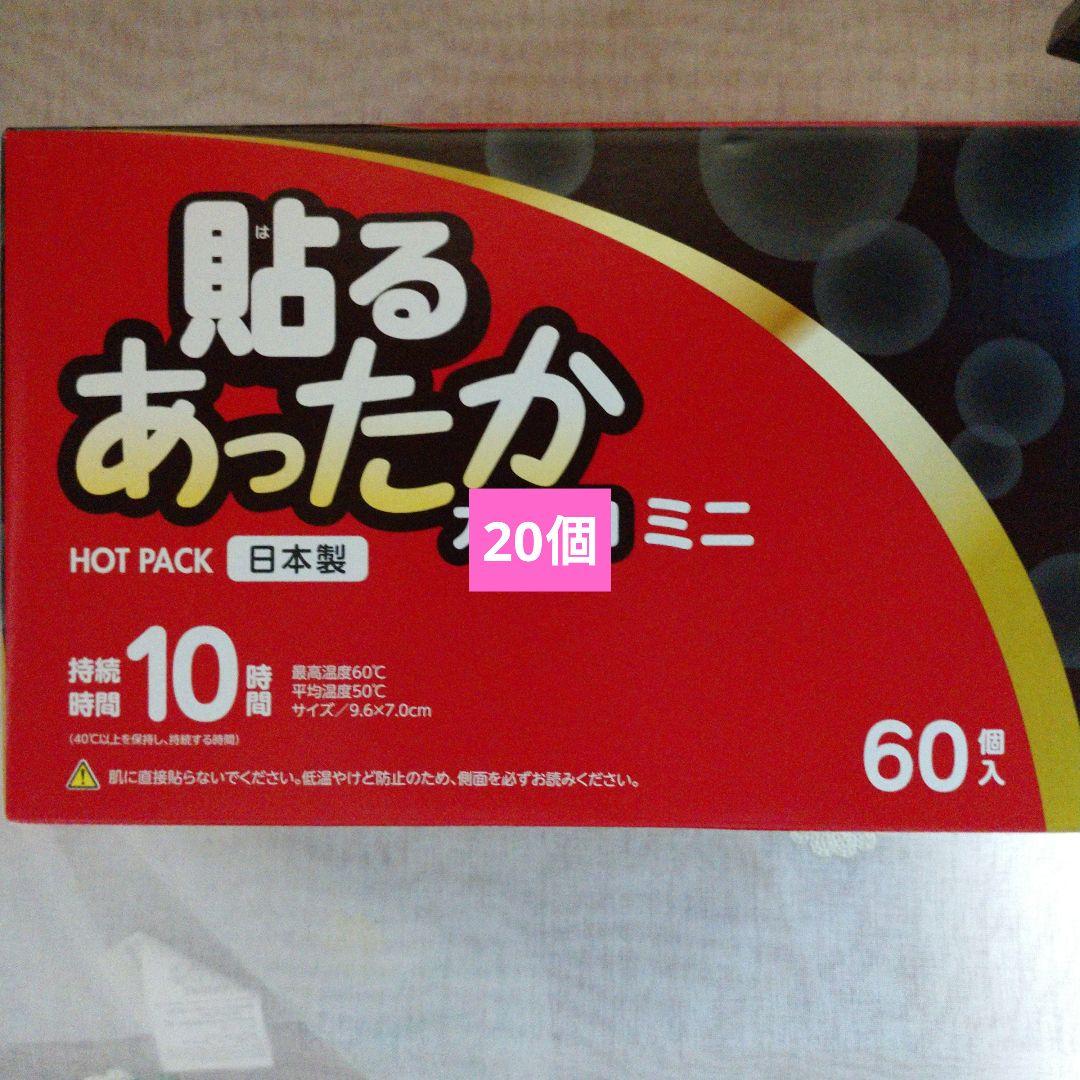 貼る
は
あったか
ミニ
20個
HOT PACK 日本製
持続時間 10時間
最高温度60℃
平均温度50℃
サイズ/9.6×7.0cm
(40℃以上を保持し、持続する時間)
肌に直接貼らないでください。低温やけど防止のため、側面を必ずお読みください。
60個入